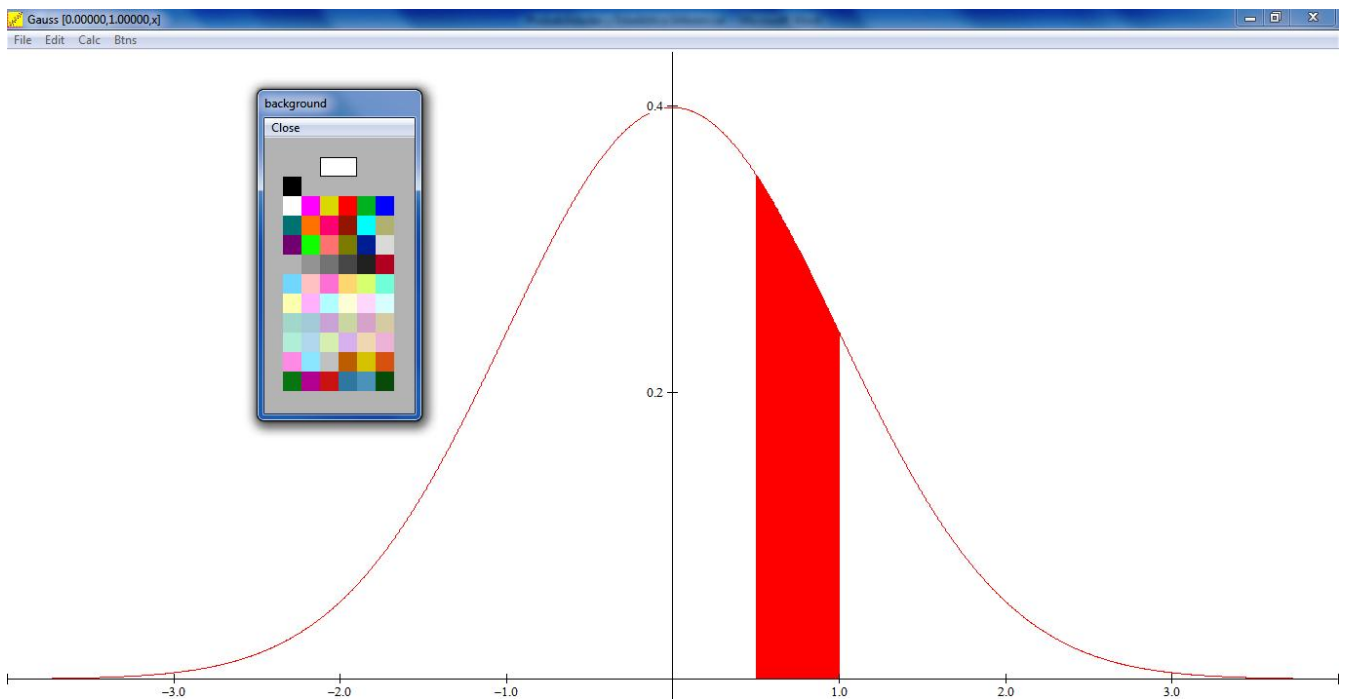 Gauss [0.00000,1.00000,x]
File Edit Calc Btns
background
Close
0.4
0.2
−3.0 −2.0 −1.0 1.0 2.0 3.0